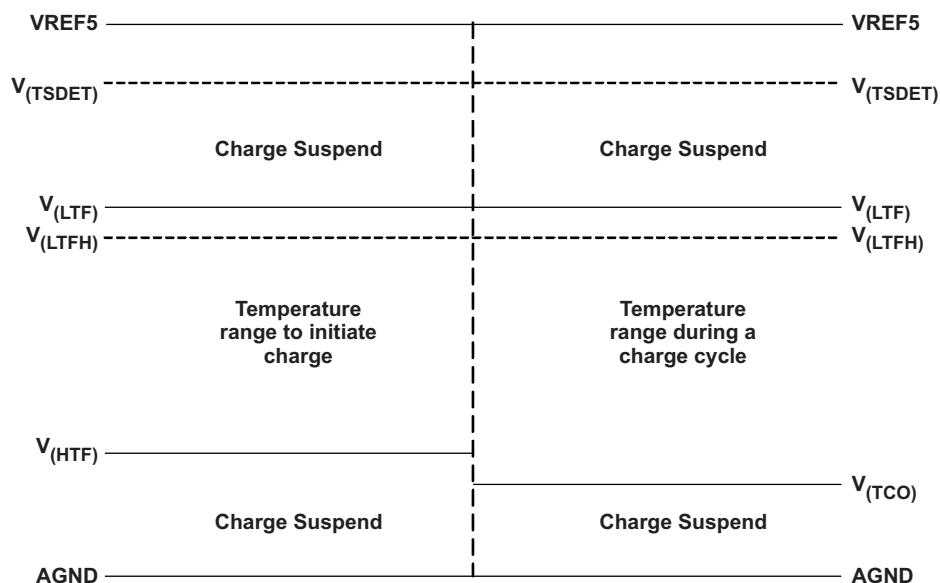 VREF5
VREF5
V(TSDET)
V(TSDET)
Charge Suspend
Charge Suspend
V(LTF)
V(LTF)
V(LTFH)
V(LTFH)
Temperature
range to initiate
charge
Temperature
range during a
charge cycle
V(HTF)
V(TCO)
Charge Suspend
Charge Suspend
AGND
AGND